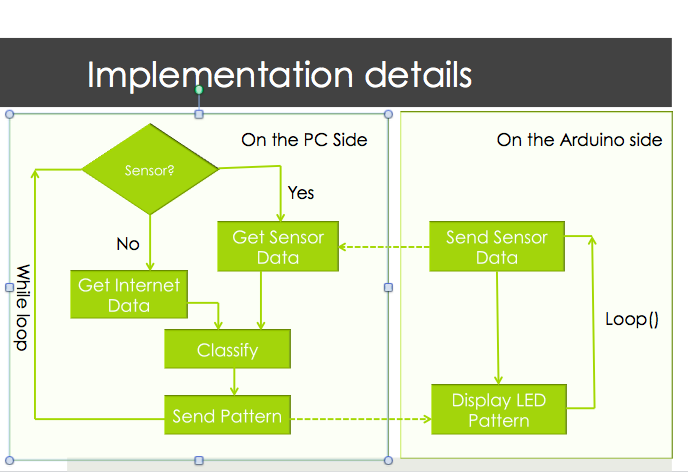 Implementation details
On the PC Side
On the Arduino side
Sensor?
Yes
No
Get Sensor
Data
Send Sensor
Data
Get Internet
Data
While loop
Loop()
Classify
Send Pattern
Display LED
Pattern